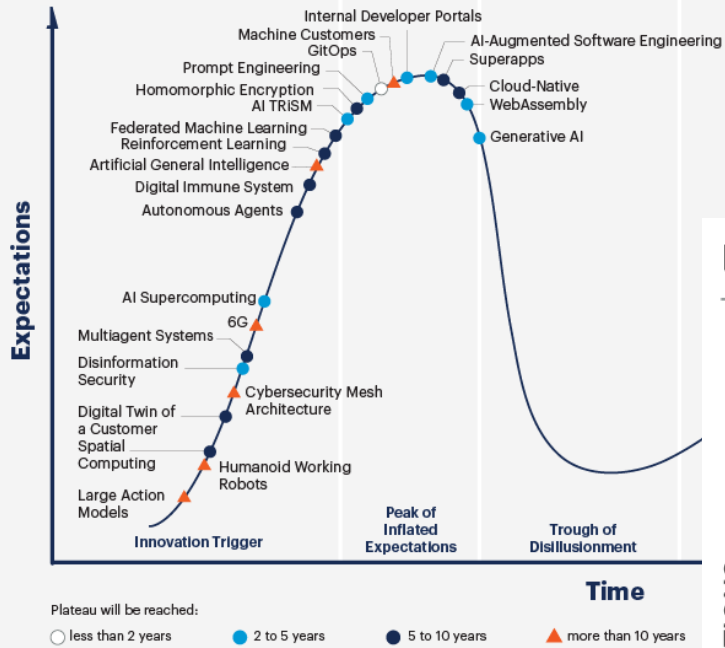 Internal Developer Portals
Machine Customers
GitOps
AI-Augmented Software Engineering
Superapps
Prompt Engineering
Homomorphic Encryption
AI TRiSM
Cloud-Native
WebAssembly
Federated Machine Learning
Reinforcement Learning
Generative AI
Artificial General Intelligence
Digital Immune System
Autonomous Agents
Expectations
AI Supercomputing
6G
Multiagent Systems
Disinformation
Security
Cybersecurity Mesh
Architecture
Digital Twin of
a Customer
Spatial
Computing
Humanoid Working
Robots
Large Action
Models
Innovation Trigger
Peak of
Inflated
Expectations
Trough of
Disillusionment
Time
Plateau will be reached:
less than 2 years
2 to 5 years
5 to 10 years
more than 10 years